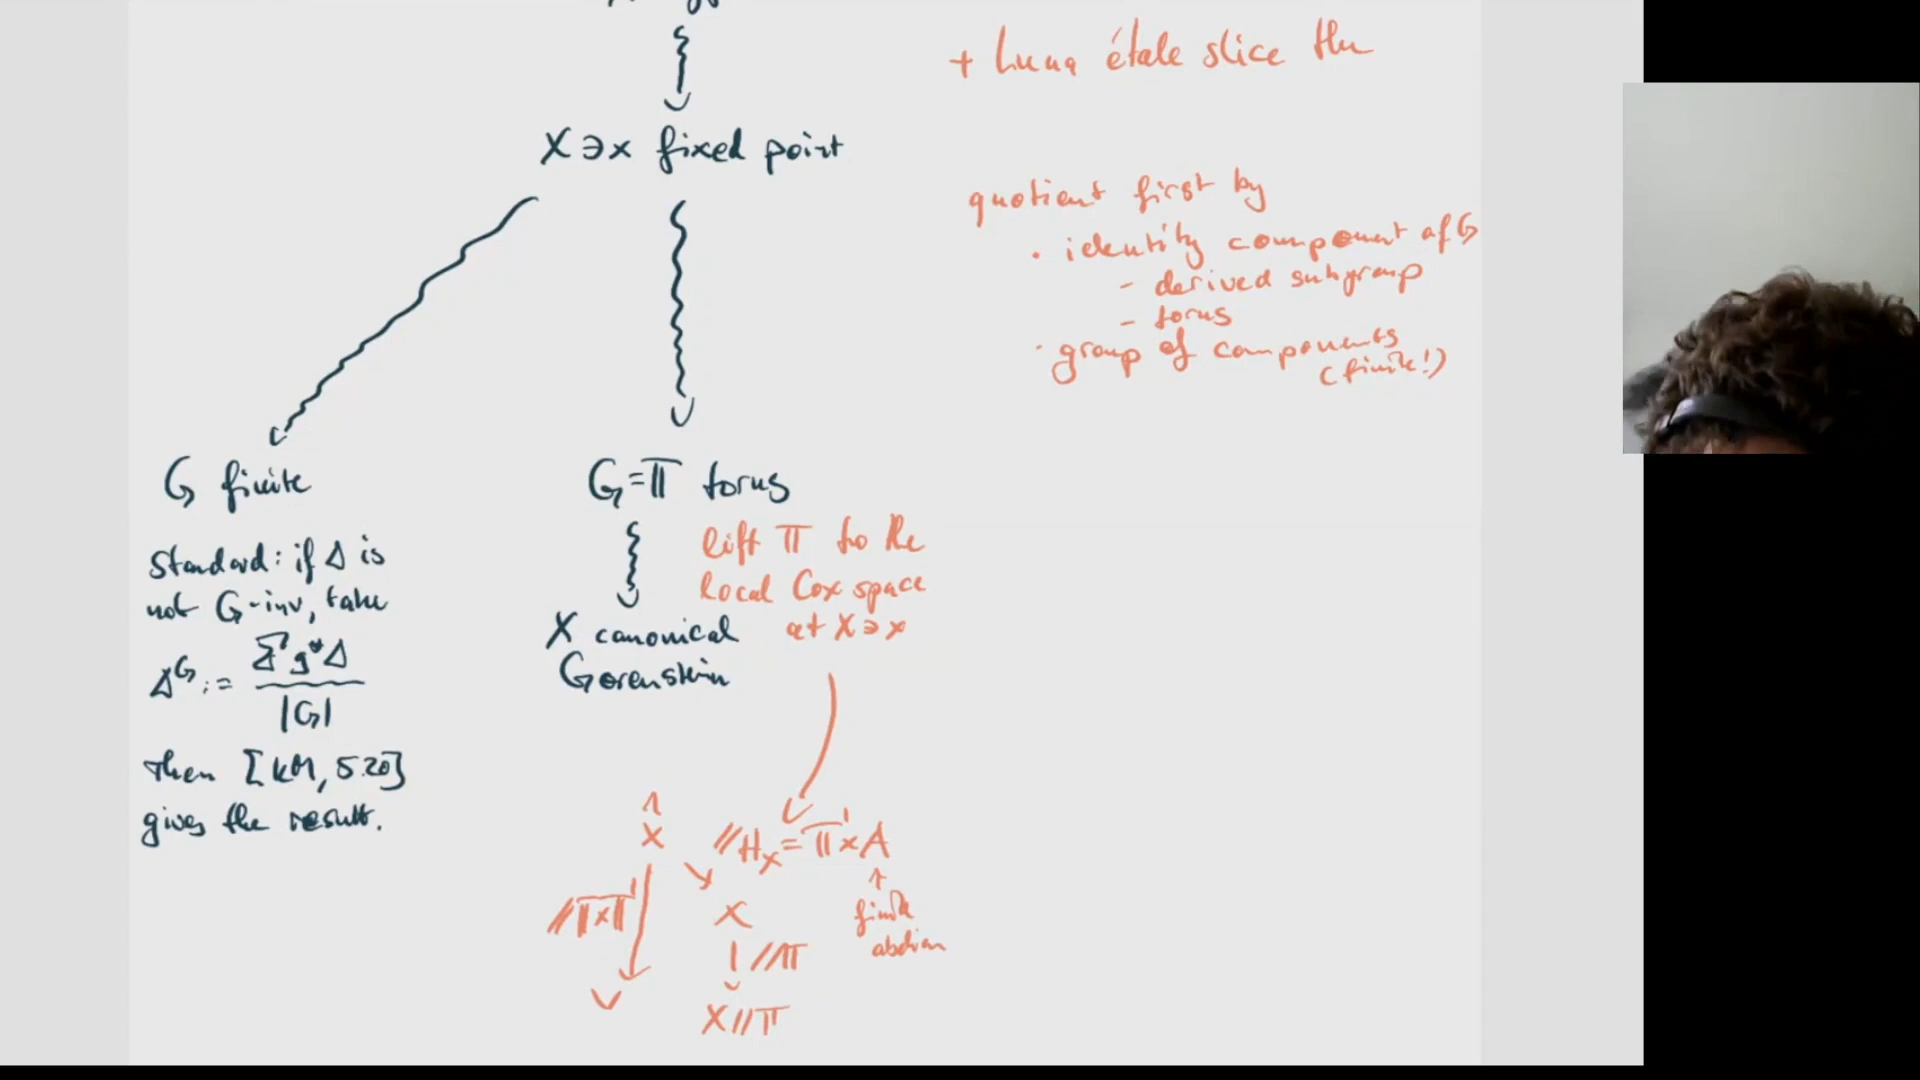 + Luna étale slice thm
X∋x fixed point
quotient first by
· identity component of G
- derived subgroup
- torus
· group of components
(finite!)
G finite
Standard: if Δ is
not G-inv, take
Δ^G := Σ g*Δ / |G|
then [KM, 5.20]
gives the result.
G=𝕋 torus
lift 𝕋 to the
local Cox space
at X∋x
X canonical
Gorenstein
X̂ //H_X = 𝕋'×A
↑
finite
abelian
//𝕋×𝕋'
X
//𝕋
X//𝕋